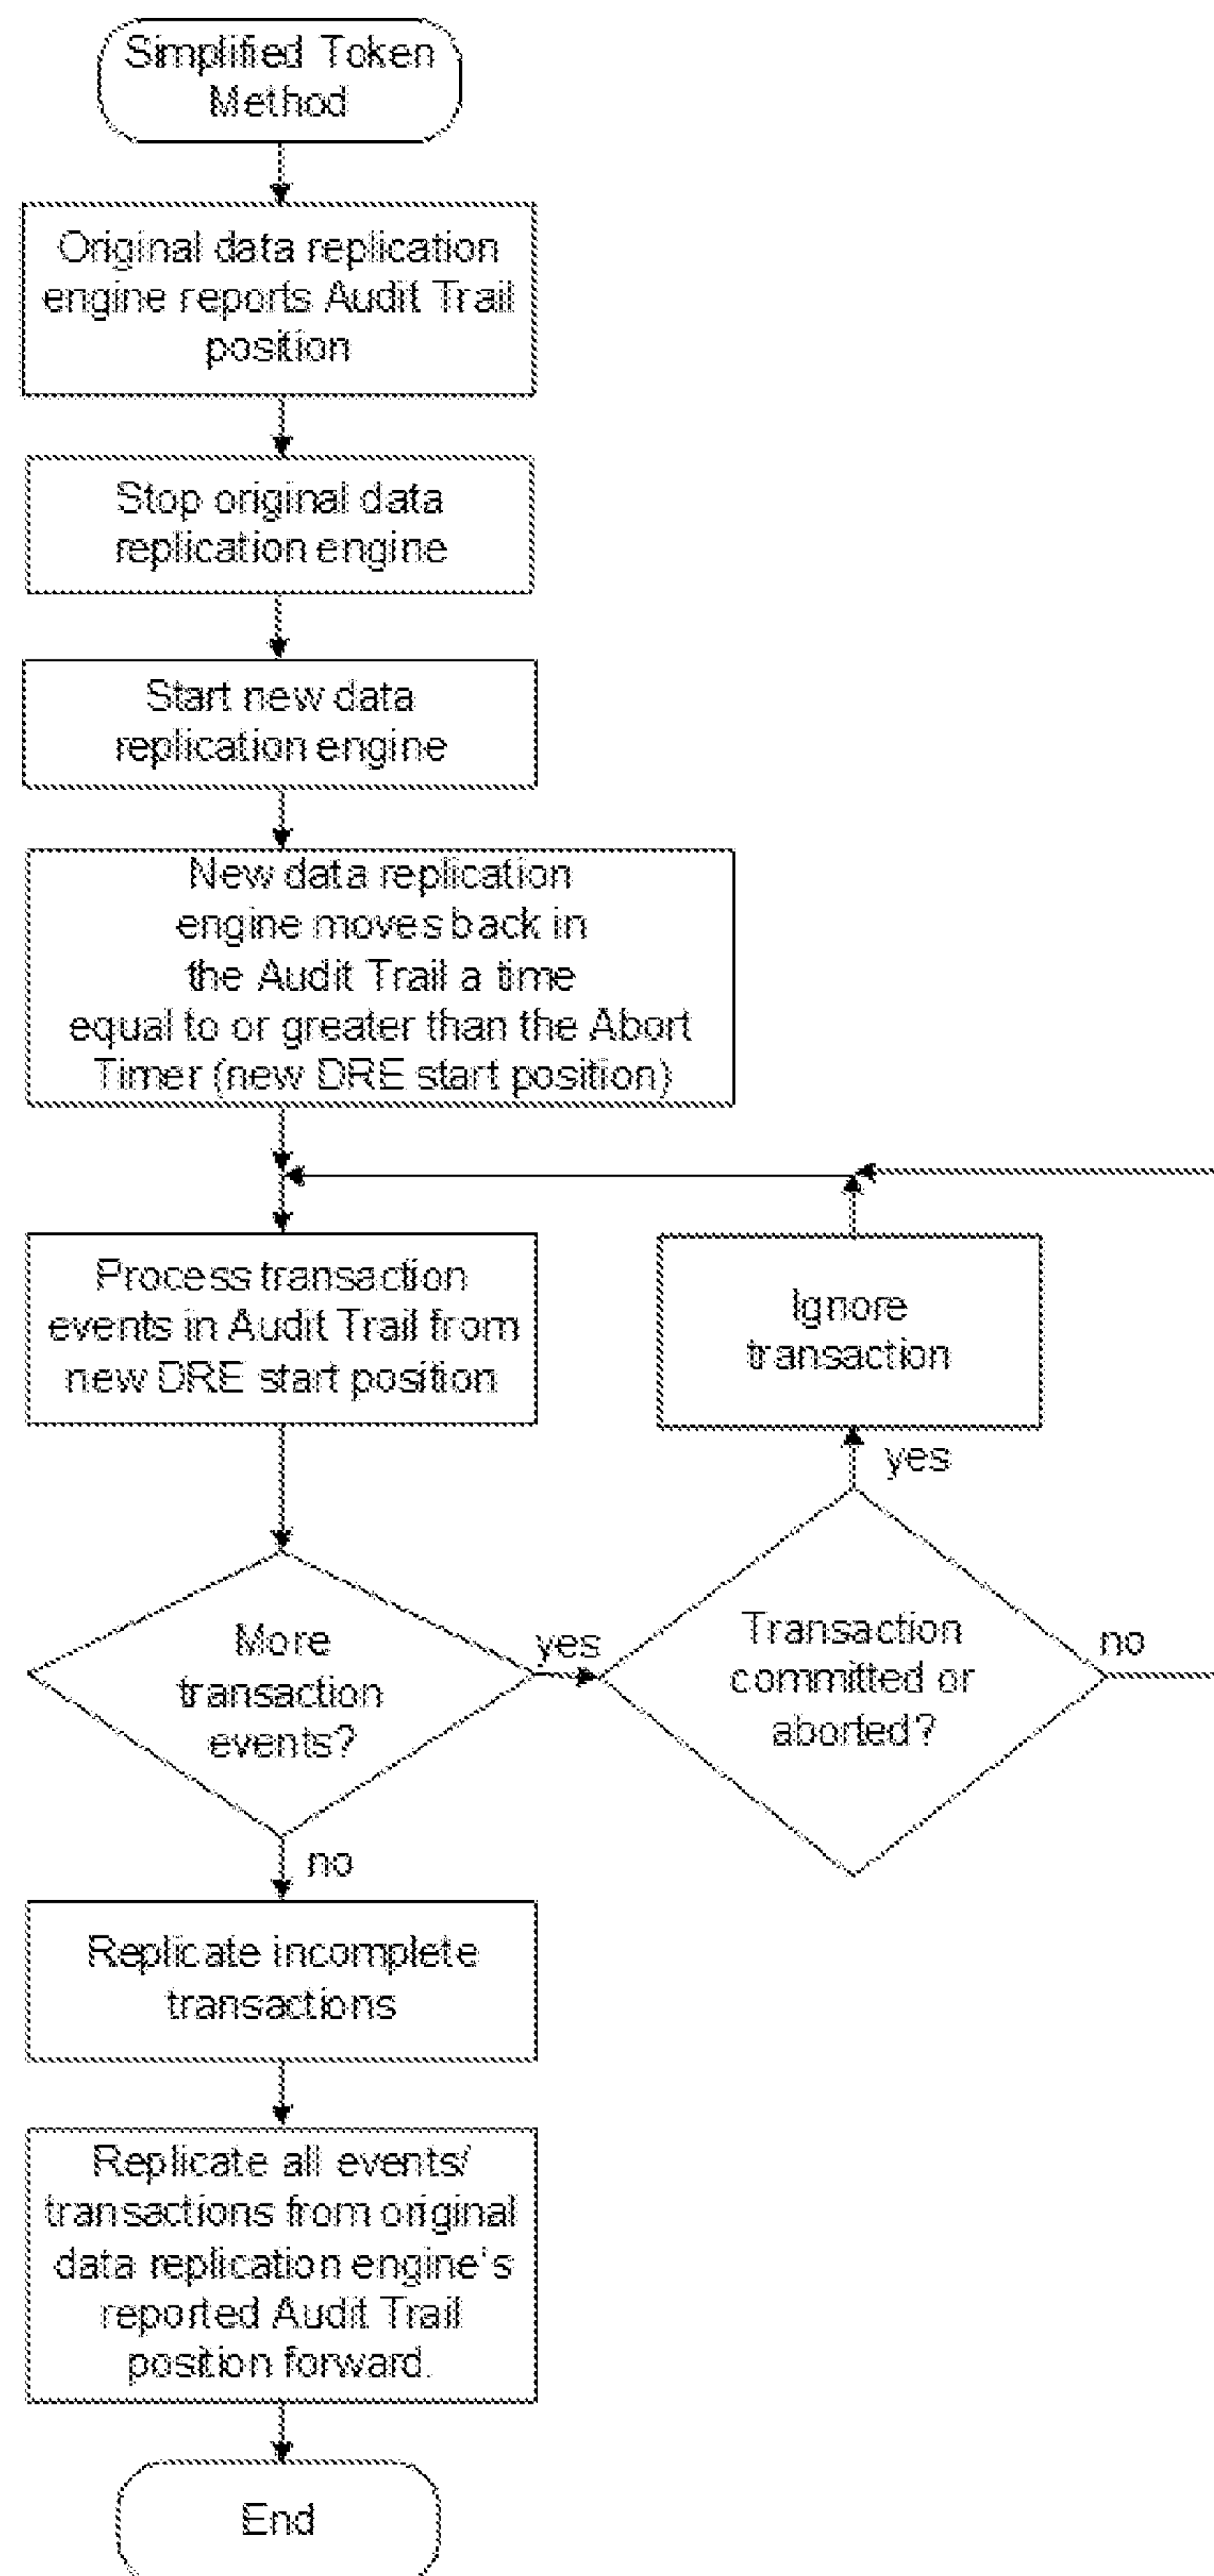 Simplified Token
Method
Original data replication
engine reports Audit Trail
position
Stop original data
replication engine
Start new data
replication engine
New data replication
engine moves back in
the Audit Trail a time
equal to or greater than the Abort
Timer (new DRE start position)
Process transaction
events in Audit Trail from
new DRE start position
Ignore
transaction
yes
More
transaction
events?
yes
Transaction
committed or
aborted?
no
no
Replicate incomplete
transactions
Replicate all events/
transactions from original
data replication engine's
reported Audit Trail
position forward.
End